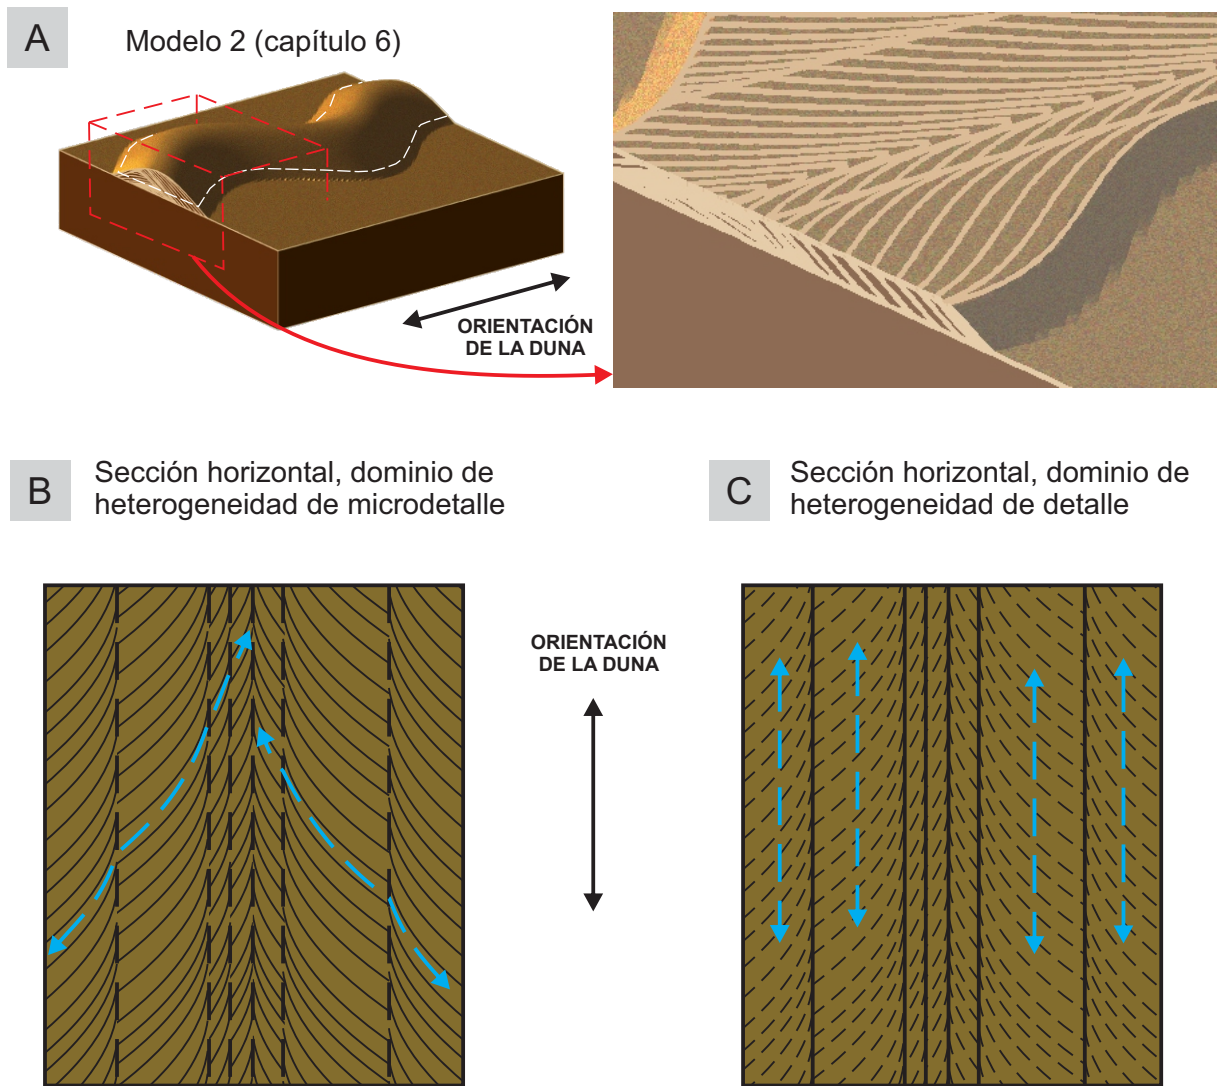 A
Modelo 2 (capítulo 6)
ORIENTACIÓN
DE LA DUNA
B
Sección horizontal, dominio de
heterogeneidad de microdetalle
C
Sección horizontal, dominio de
heterogeneidad de detalle
ORIENTACIÓN
DE LA DUNA